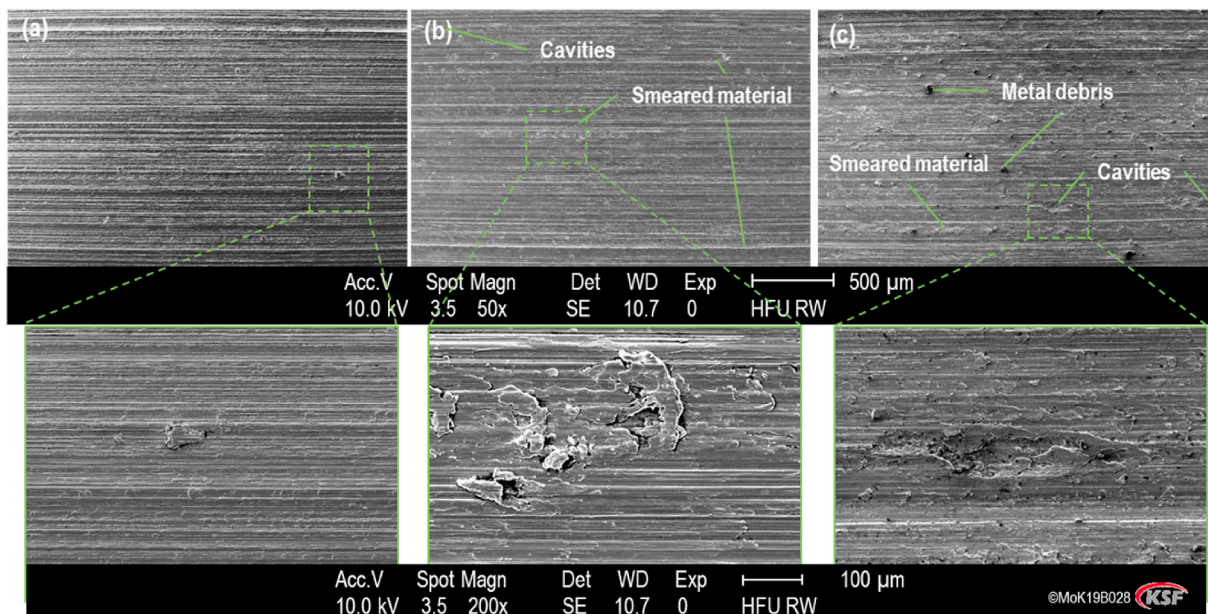 (a)
(b)
Cavities
Smeared material
(c)
Metal debris
Smeared material
Cavities
Acc.V Spot Magn Det WD Exp 500 µm
10.0 kV 3.5 50x SE 10.7 0 HFU RW
Acc.V Spot Magn Det WD Exp 100 µm
10.0 kV 3.5 200x SE 10.7 0 HFU RW
©MoK19B028 KSF